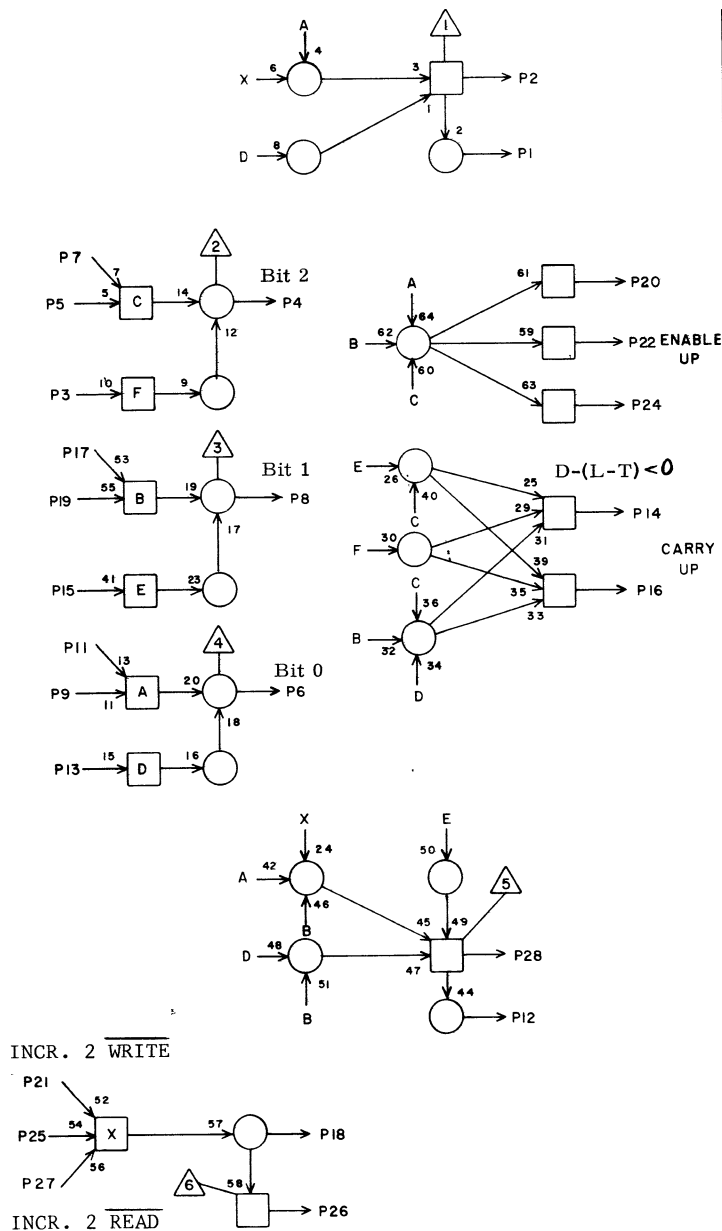 A
4
1
X
6
3
P2
1
D
8
2
P1
P7
7
2
Bit 2
P5
5
C
14
P4
12
P3
10
F
9
A
64
61
P20
B
62
59
P22 ENABLE
UP
60
C
63
P24
P17
53
3
Bit 1
P19
55
B
19
P8
17
P15
41
E
23
D-(L-T)<0
E
26
40
C
25
29
P14
31
F
30
CARRY
UP
39
35
P16
33
C
36
B
32
34
D
P11
13
4
Bit 0
P9
11
A
20
P6
18
P13
15
D
16
X
24
E
50
A
42
46
B
5
45
49
D
48
47
P28
51
B
44
P12
INCR. 2 WRITE
P21
52
P25
54
X
57
P18
56
P27
6
58
P26
INCR. 2 READ